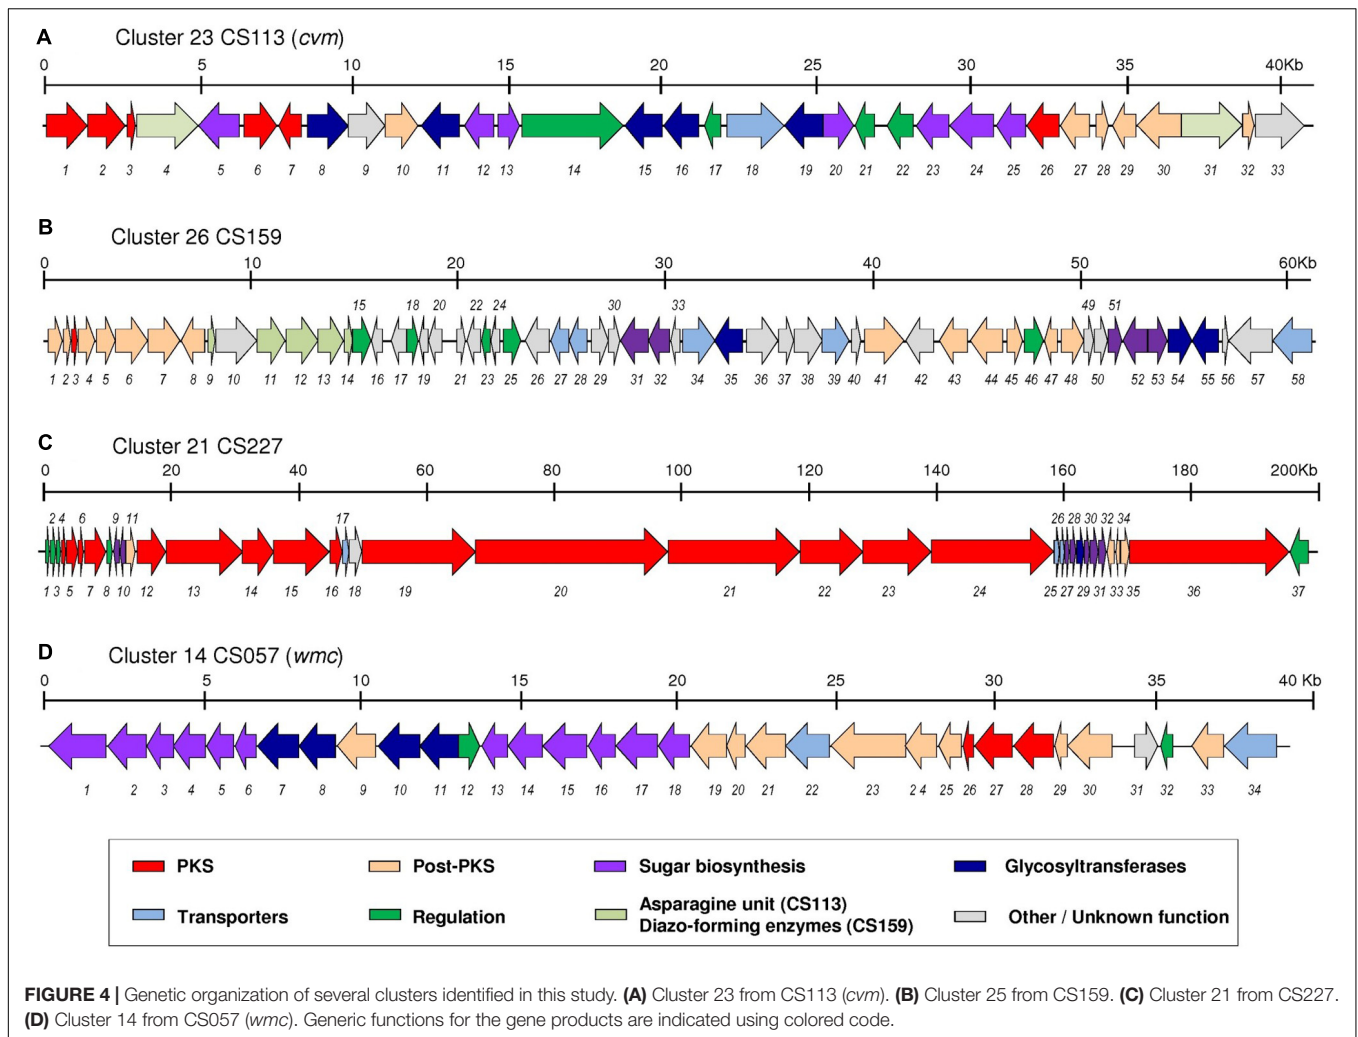 A
Cluster 23 CS113 (cvm)
0 5 10 15 20 25 30 35 40Kb
1 2 3 4 5 6 7 8 9 10 11 12 13 14 15 16 17 18 19 20 21 22 23 24 25 26 27 28 29 30 31 32 33
B
Cluster 26 CS159
0 10 20 30 40 50 60Kb
15 18 20 22 24 30 33 49 51
1 2 3 4 5 6 7 8 9 10 11 12 13 14 16 17 19 21 23 25 26 27 28 29 31 32 34 35 36 37 38 39 40 41 42 43 44 45 46 47 48 50 52 53 54 55 56 57 58
C
Cluster 21 CS227
0 20 40 60 80 100 120 140 160 180 200Kb
2 4 6 9 11 17 26 28 30 32 34
1 3 5 7 8 10 12 13 14 15 16 18 19 20 21 22 23 24 25 27 29 31 33 35 36 37
D
Cluster 14 CS057 (wmc)
0 5 10 15 20 25 30 35 40 Kb
1 2 3 4 5 6 7 8 9 10 11 12 13 14 15 16 17 18 19 20 21 22 23 2 4 25 26 27 28 29 30 31 32 33 34
PKS Post-PKS Sugar biosynthesis Glycosyltransferases
Transporters Regulation Asparagine unit (CS113) Other / Unknown function
Diazo-forming enzymes (CS159)
FIGURE 4 | Genetic organization of several clusters identified in this study. (A) Cluster 23 from CS113 (cvm). (B) Cluster 25 from CS159. (C) Cluster 21 from CS227.
(D) Cluster 14 from CS057 (wmc). Generic functions for the gene products are indicated using colored code.